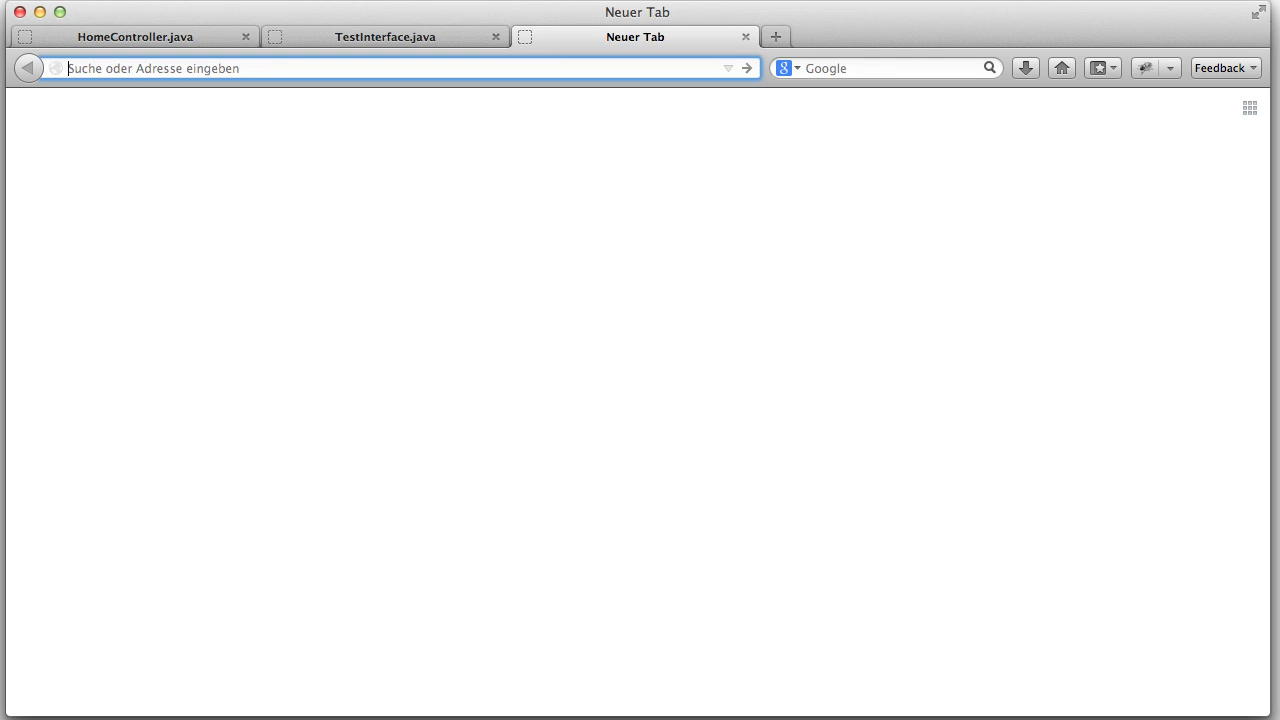 Neuer Tab
HomeController.java
TestInterface.java
Neuer Tab
Suche oder Adresse eingeben
Google
Feedback